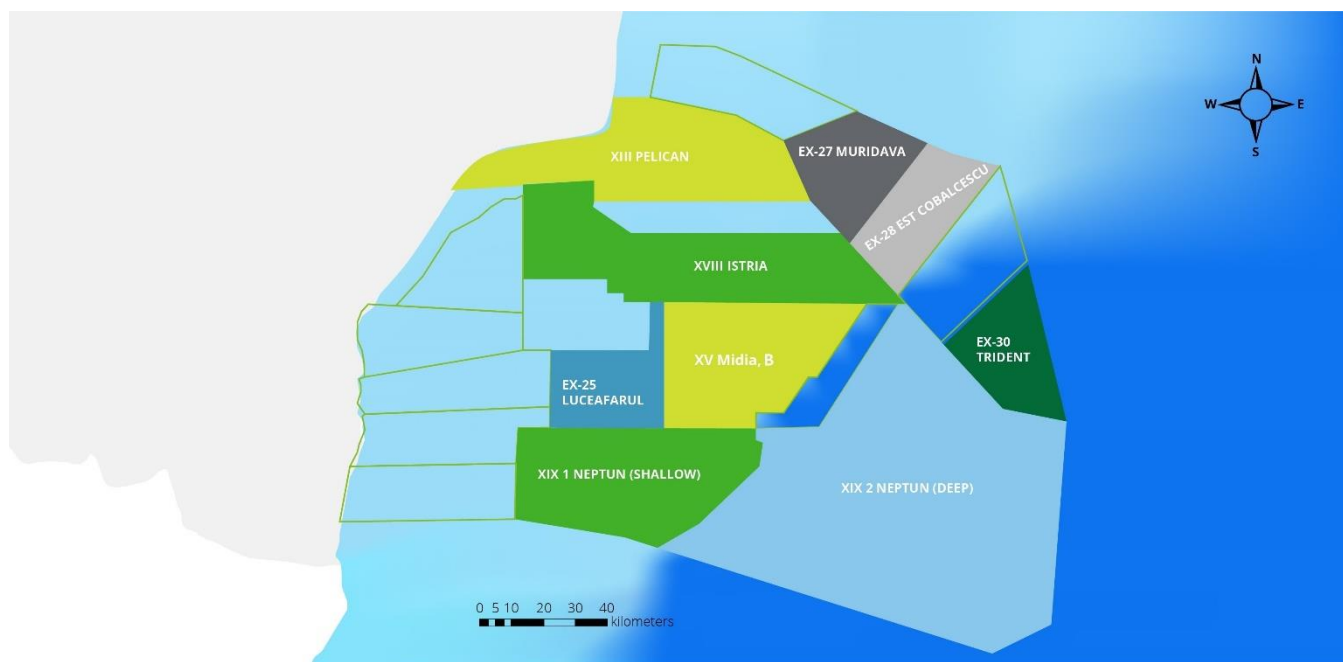 N
W E
S
XIII PELICAN
EX-27 MURIDAVA
EX-28 EST COBALCESCU
XVIII ISTRIA
EX-30
TRIDENT
XV Midia, B
EX-25
LUCEAFARUL
XIX 1 NEPTUN (SHALLOW)
XIX 2 NEPTUN (DEEP)
0 5 10 20 30 40
kilometers